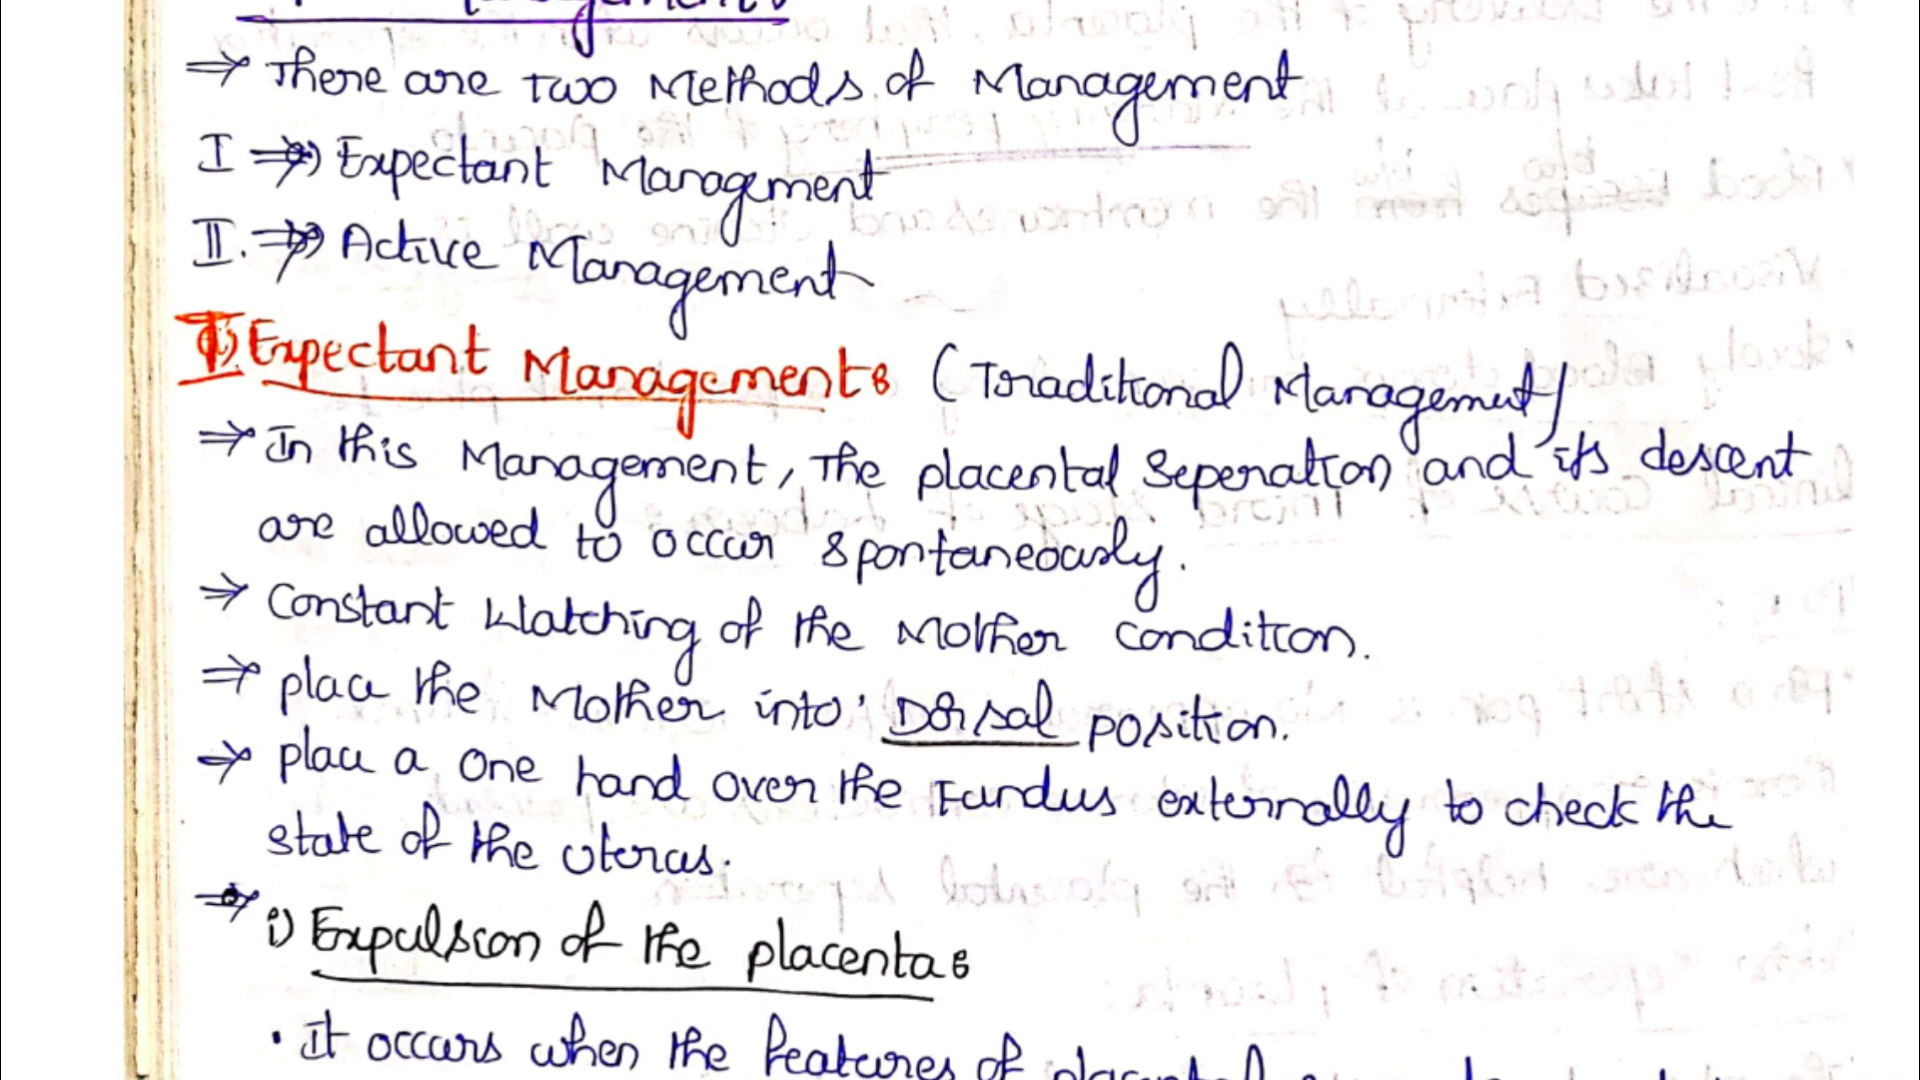 ⇒ There are Two Methods of Management
I ⇒ Expectant Management
II. ⇒ Active Management
I. Expectant Management: (Traditional Management)
⇒ In this Management, The placental Seperation and its descent
are allowed to occur spontaneously.
⇒ Constant Watching of the Mother condition.
⇒ place the Mother into Dorsal position.
⇒ place a one hand over the Fundus externally to check the
state of the uterus.
⇒ i) Expulsion of the placenta:
• It occurs when the features of placental